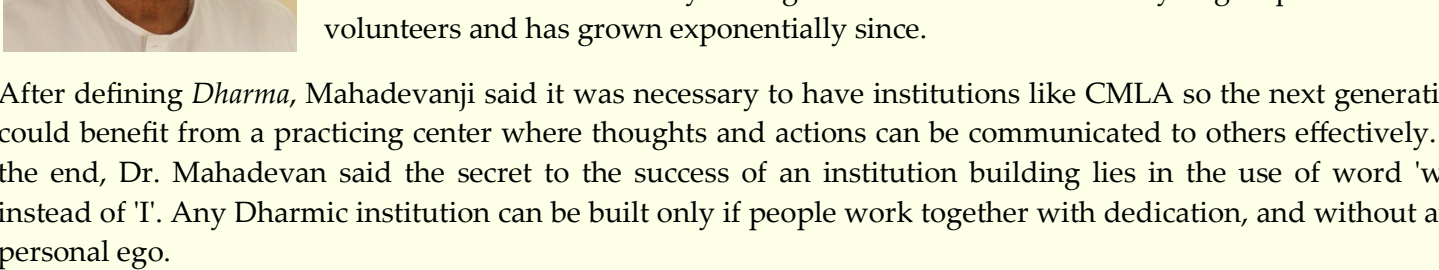 volunteers and has grown exponentially since.
After defining Dharma, Mahadevanji said it was necessary to have institutions like CMLA so the next generati
could benefit from a practicing center where thoughts and actions can be communicated to others effectively.
the end, Dr. Mahadevan said the secret to the success of an institution building lies in the use of word 'w
instead of 'I'. Any Dharmic institution can be built only if people work together with dedication, and without a
personal ego.